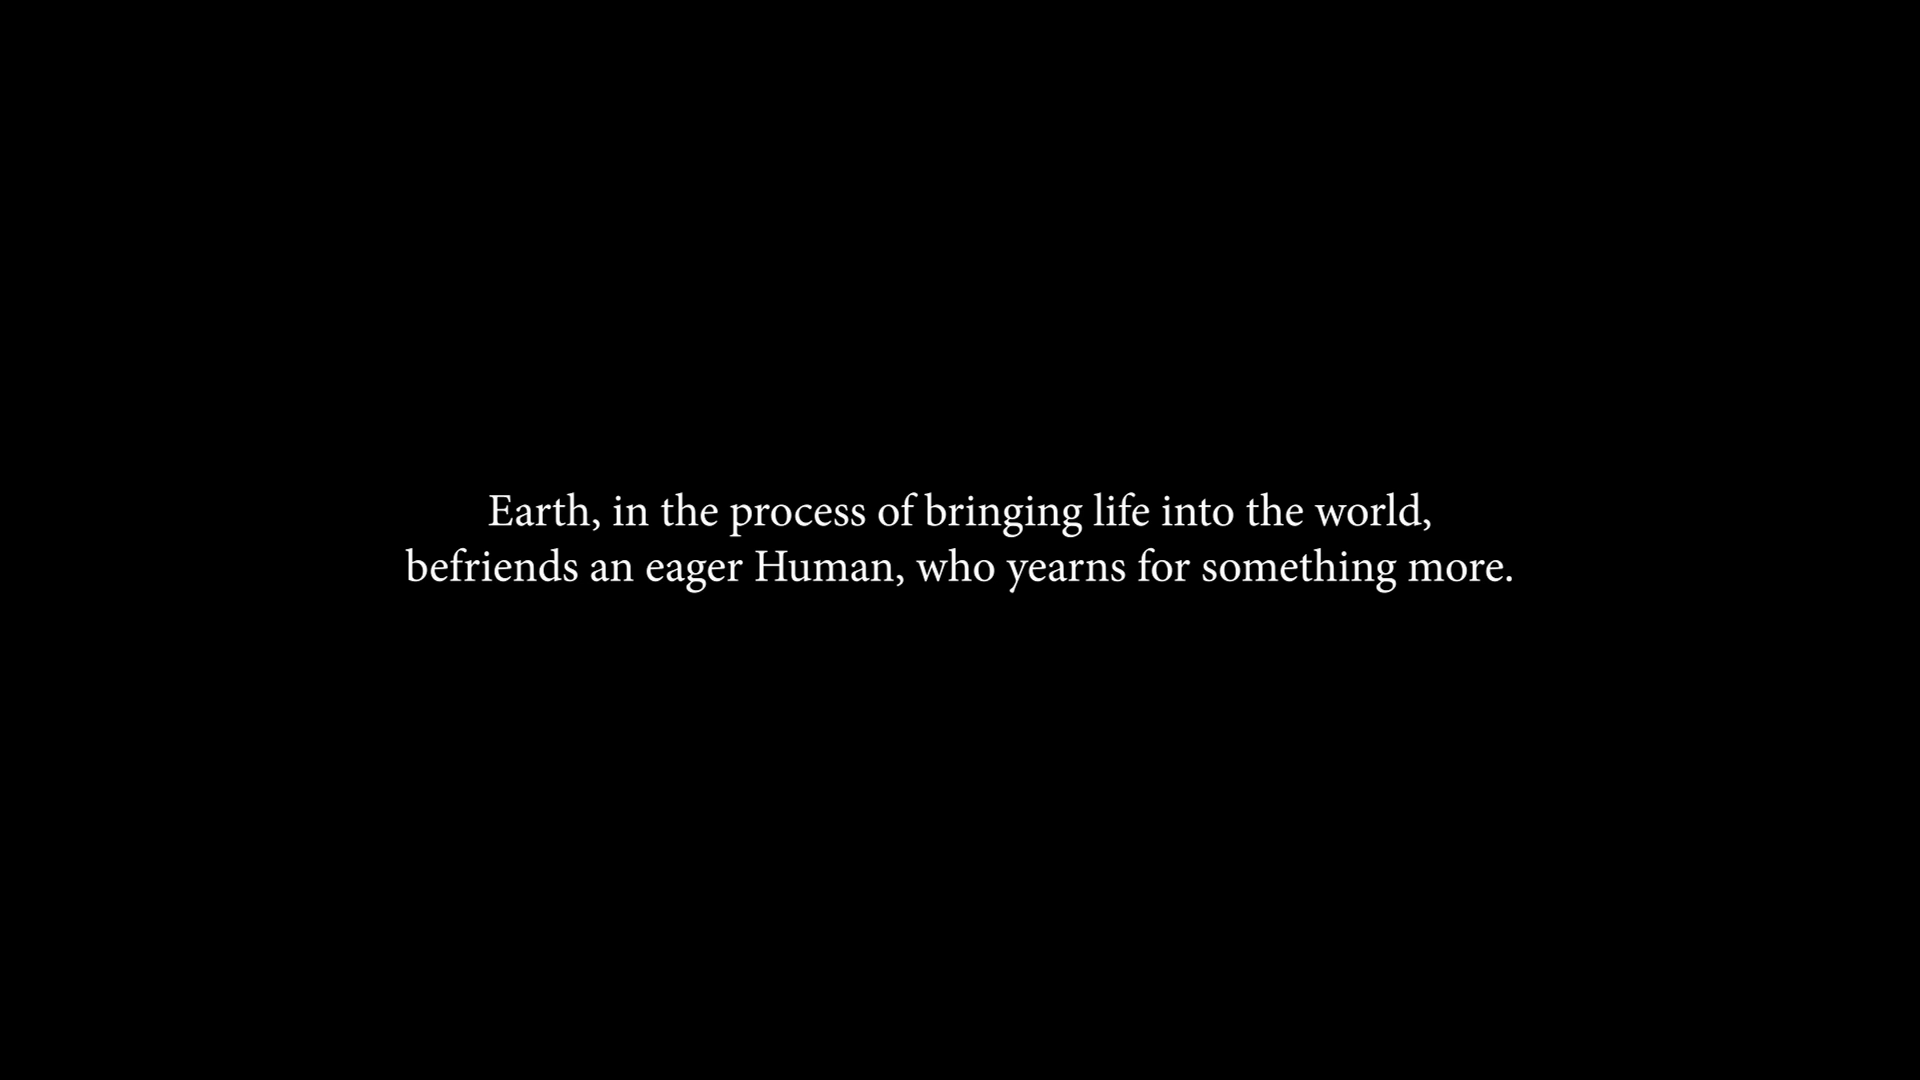 Earth, in the process of bringing life into the world,
befriends an eager Human, who yearns for something more.